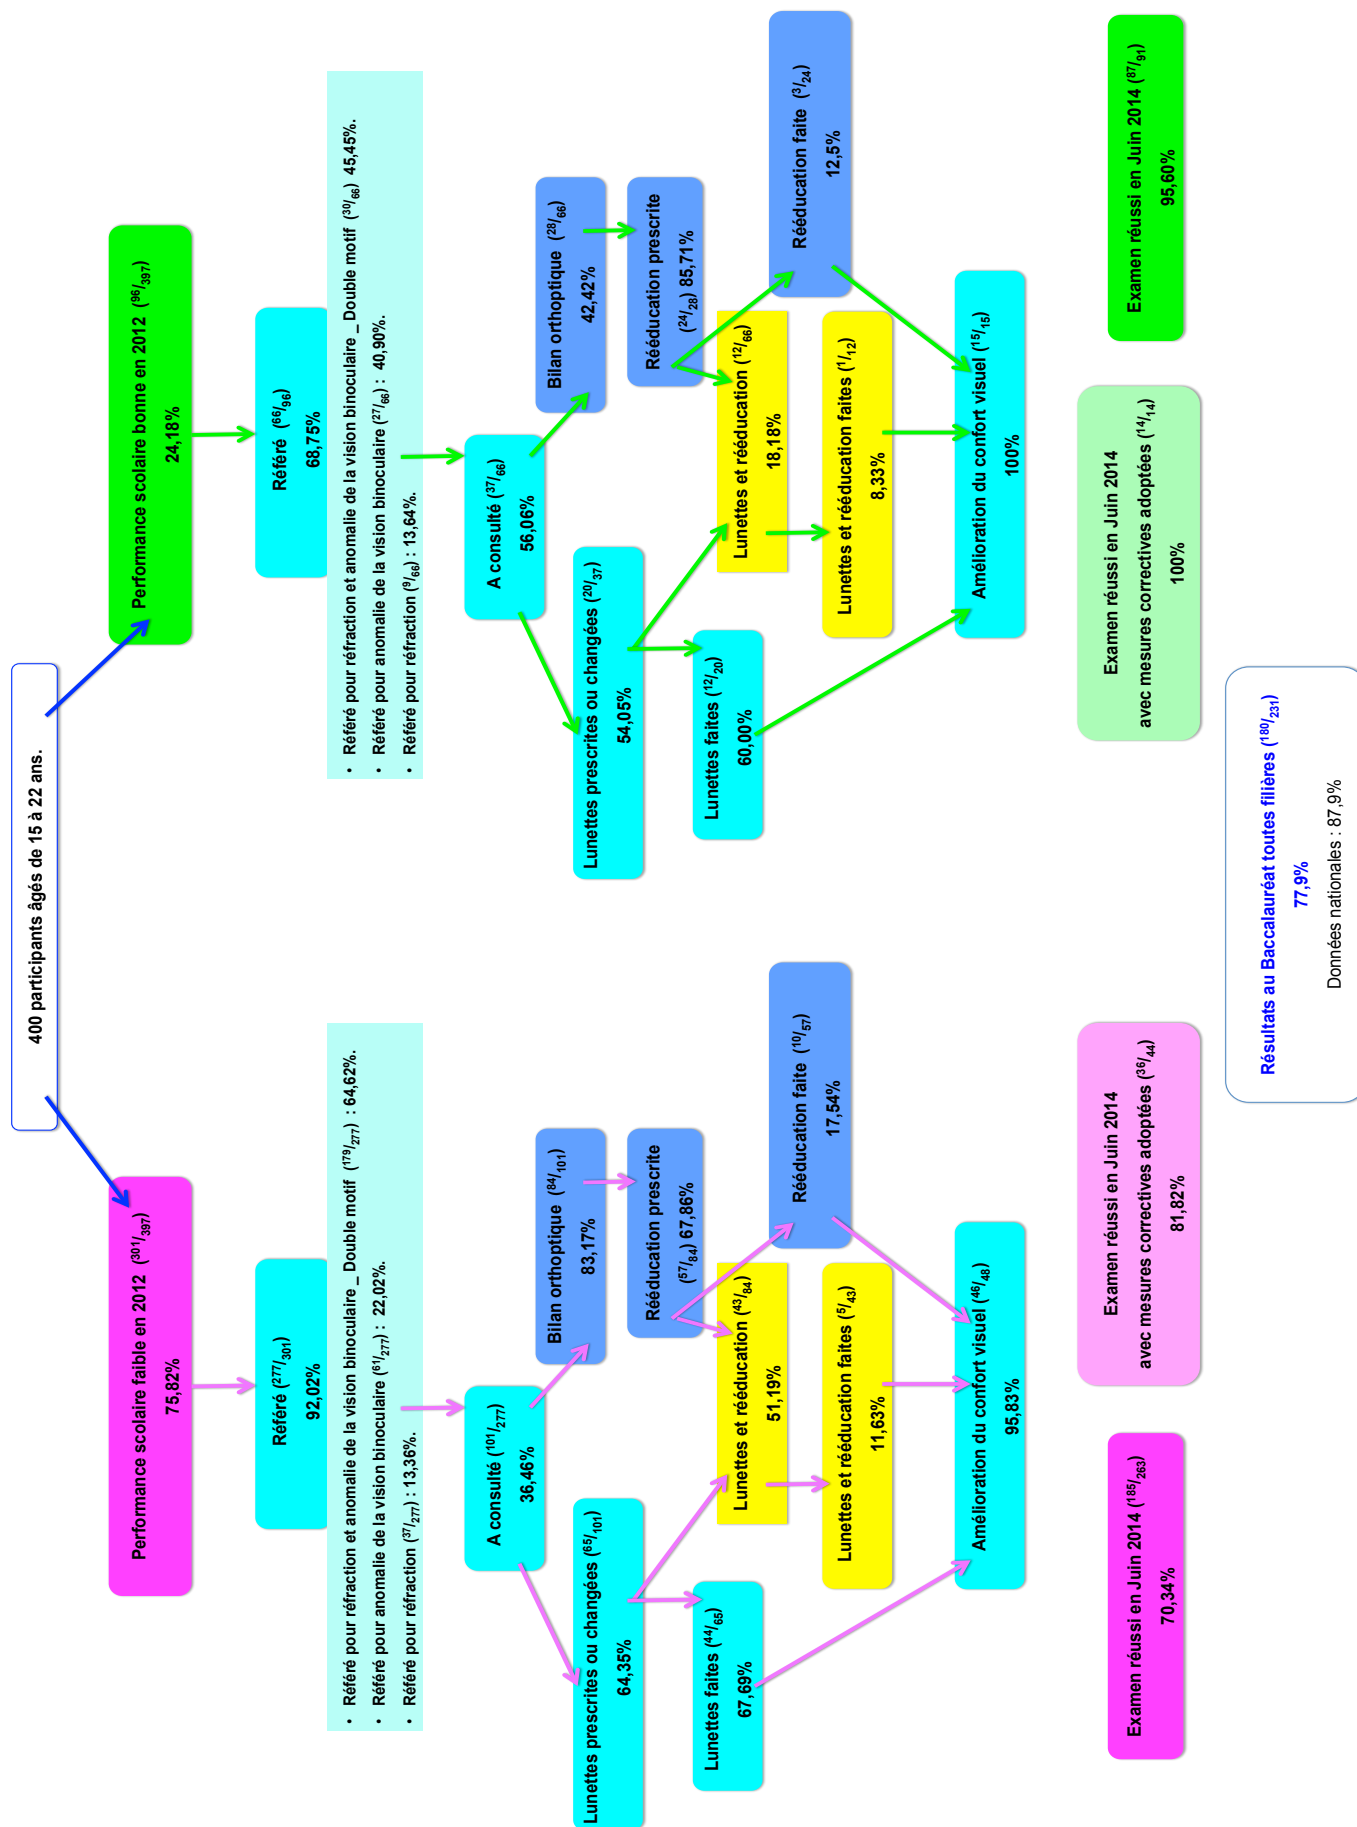 400 participants âgés de 15 à 22 ans.
Performance scolaire faible en 2012 (301/397)
75,82%
Référé (277/301)
92,02%
• Référé pour réfraction et anomalie de la vision binoculaire _ Double motif (179/277) : 64,62%.
• Référé pour anomalie de la vision binoculaire (61/277) : 22,02%.
• Référé pour réfraction (37/277) : 13,36%.
A consulté (101/277)
36,46%
Bilan orthoptique (84/101)
83,17%
Lunettes prescrites ou changées (65/101)
64,35%
Rééducation prescrite
(57/84) 67,86%
Lunettes faites (44/65)
67,69%
Lunettes et rééducation (43/84)
51,19%
Rééducation faite (10/57)
17,54%
Lunettes et rééducation faites (5/43)
11,63%
Amélioration du confort visuel (46/48)
95,83%
Examen réussi en Juin 2014 (185/263)
70,34%
Examen réussi en Juin 2014
avec mesures correctives adoptées (36/44)
81,82%
Performance scolaire bonne en 2012 (96/397)
24,18%
Référé (66/96)
68,75%
• Référé pour réfraction et anomalie de la vision binoculaire _ Double motif (30/66) 45,45%.
• Référé pour anomalie de la vision binoculaire (27/66) : 40,90%.
• Référé pour réfraction (9/66) : 13,64%.
A consulté (37/66)
56,06%
Bilan orthoptique (28/66)
42,42%
Lunettes prescrites ou changées (20/37)
54,05%
Rééducation prescrite
(24/28) 85,71%
Lunettes faites (12/20)
60,00%
Lunettes et rééducation (12/66)
18,18%
Rééducation faite (3/24)
12,5%
Lunettes et rééducation faites (1/12)
8,33%
Amélioration du confort visuel (15/15)
100%
Examen réussi en Juin 2014
avec mesures correctives adoptées (14/14)
100%
Examen réussi en Juin 2014 (87/91)
95,60%
Résultats au Baccalauréat toutes filières (180/231)
77,9%
Données nationales : 87,9%